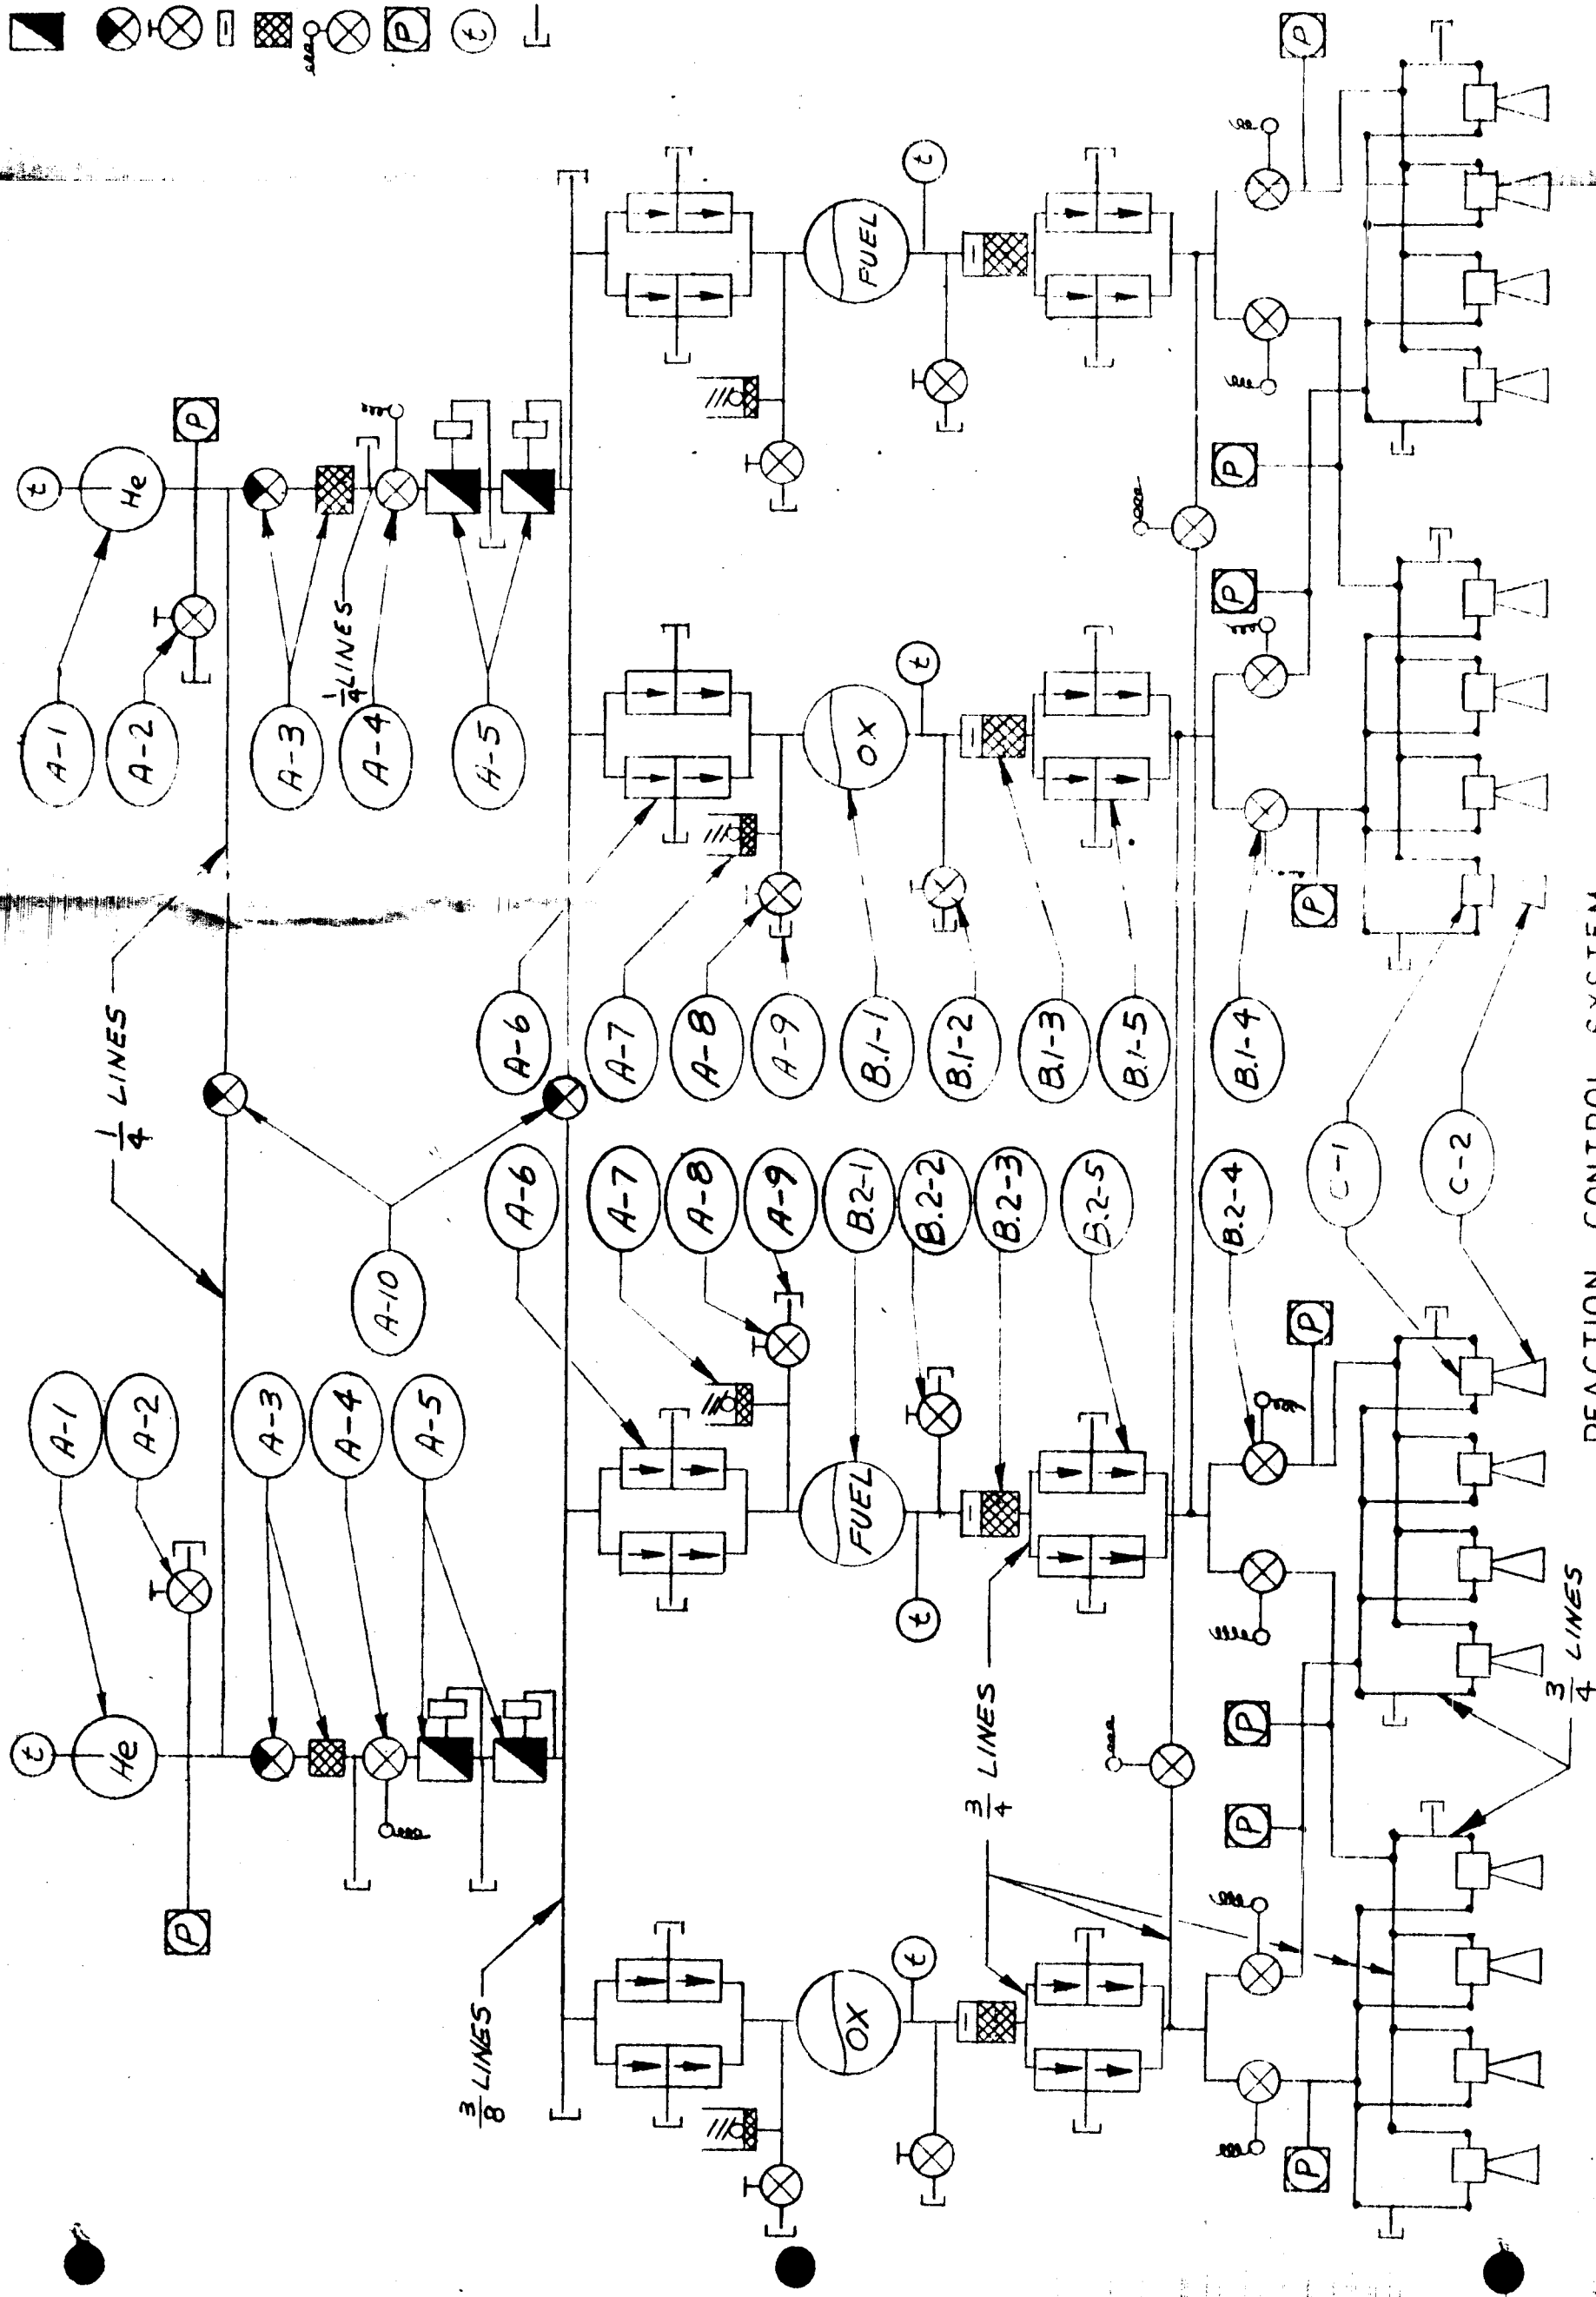 P
t
t
He
P
A-1
A-2
A-3
1/4 LINES
A-4
A-5
1/4 LINES
A-10
A-1
A-2
A-3
A-4
A-5
t
He
P
3/8 LINES
A-6
A-7
A-8
A-9
B.1-1
B.1-2
B.1-3
B.1-5
B.1-4
A-6
A-7
A-8
A-9
B.2-1
B.2-2
B.2-3
B.2-5
B.2-4
FUEL
t
OX
t
FUEL
t
OX
t
3/4 LINES
P
P
P
P
P
P
P
P
C-1
C-2
3/4 LINES
REACTION CONTROL SYSTEM